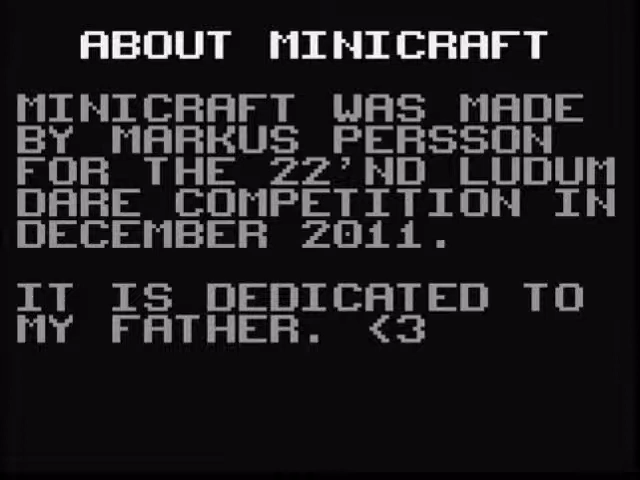 ABOUT MINICRAFT
MINICRAFT WAS MADE
BY MARKUS PERSSON
FOR THE 22'ND LUDUM
DARE COMPETITION IN
DECEMBER 2011.
IT IS DEDICATED TO
MY FATHER. <3